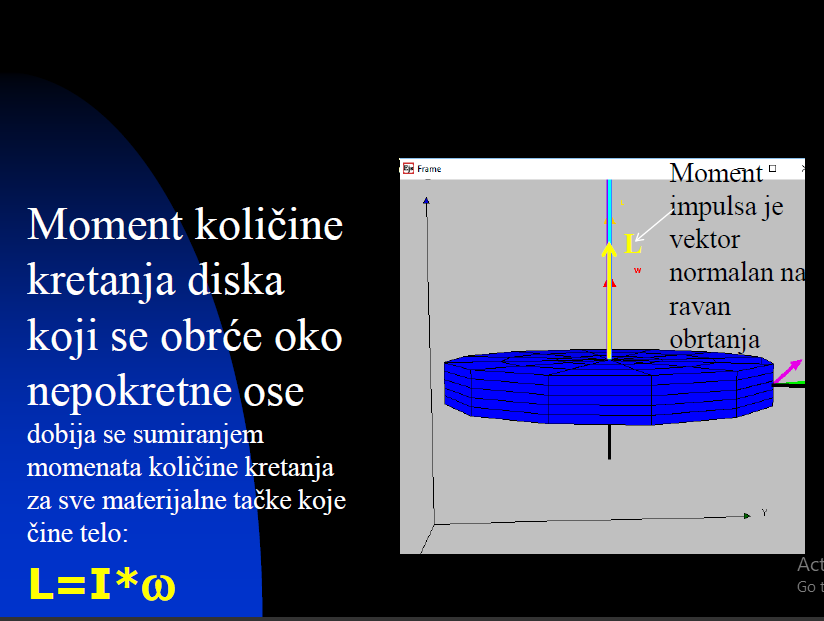 Moment količine
kretanja diska
koji se obrće oko
nepokretne ose
dobija se sumiranjem
momenata količine kretanja
za sve materijalne tačke koje
čine telo:
L=I*ω
Frame
Moment
impulsa je
vektor
normalan na
ravan
obrtanja
L
L
w
Y
Act
Go t